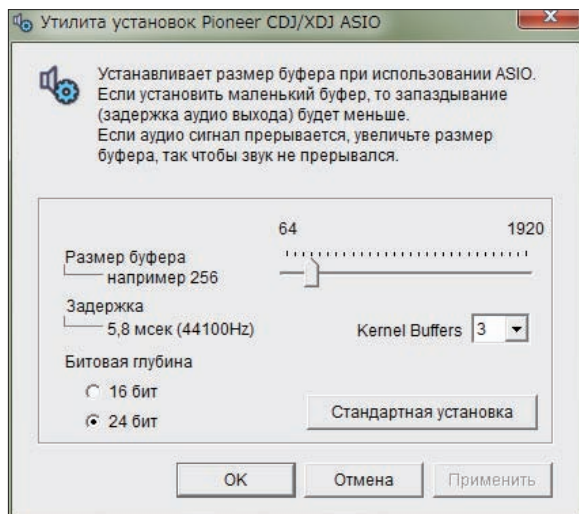 Утилита установок Pioneer CDJ/XDJ ASIO
Устанавливает размер буфера при использовании ASIO.
Если установить маленький буфер, то запаздывание
(задержка аудио выхода) будет меньше.
Если аудио сигнал прерывается, увеличьте размер
буфера, так чтобы звук не прерывался.
64 1920
Размер буфера
например 256
Задержка
5,8 мсек (44100Hz)
Kernel Buffers 3
Битовая глубина
16 бит
24 бит
Стандартная установка
OK Отмена Применить